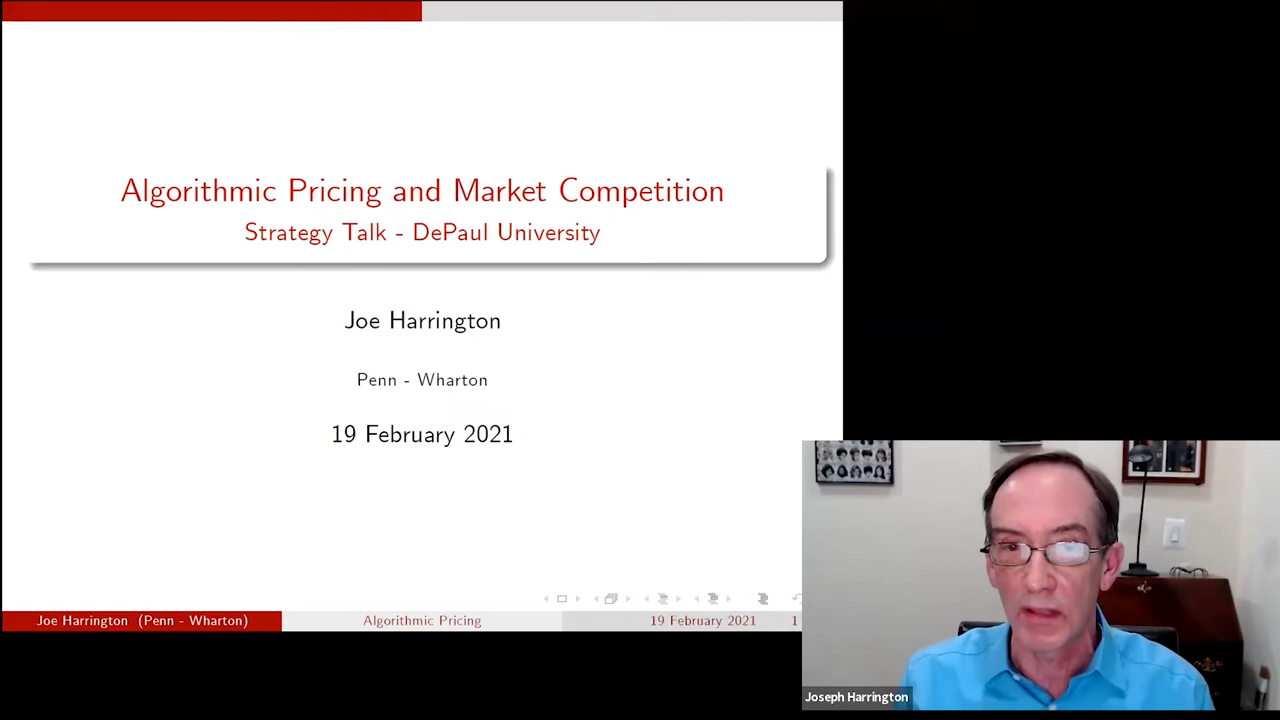 Algorithmic Pricing and Market Competition
Strategy Talk - DePaul University
Joe Harrington
Penn - Wharton
19 February 2021
Joe Harrington (Penn - Wharton)
Algorithmic Pricing
19 February 2021
1
Joseph Harrington